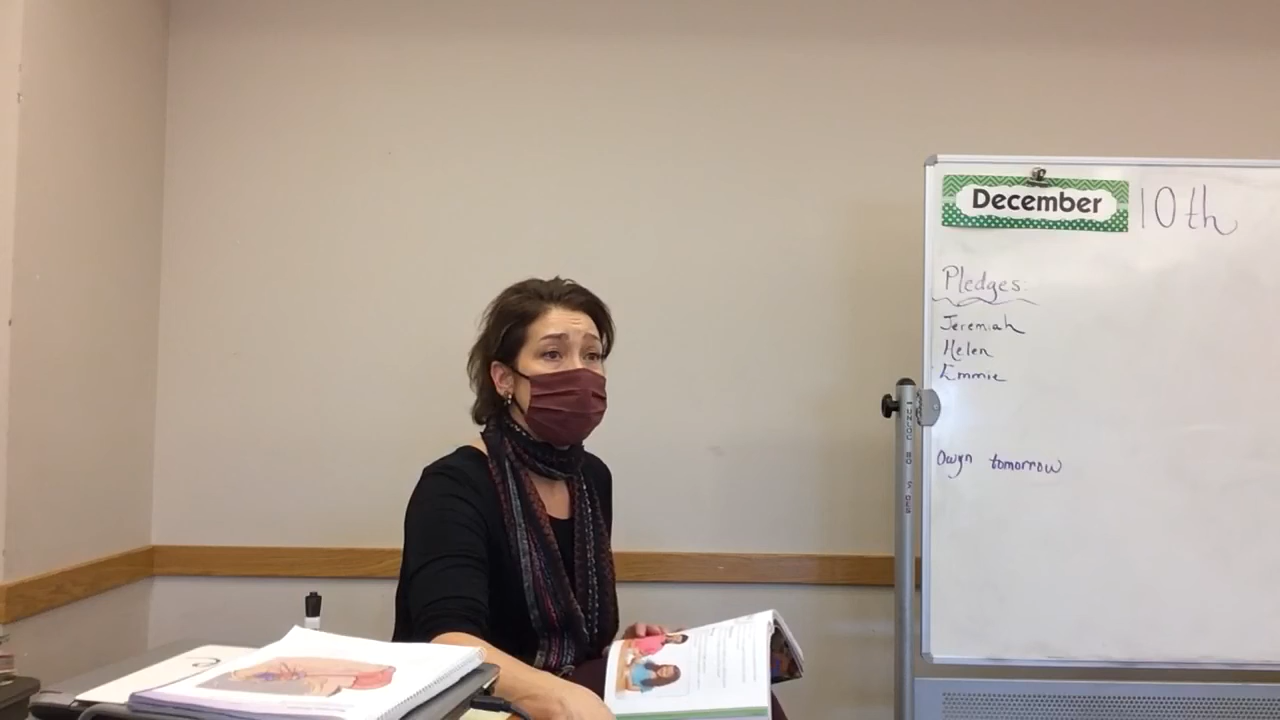 December 10th
Pledges:
Jeremiah
Helen
Emmie
Owyn tomorrow